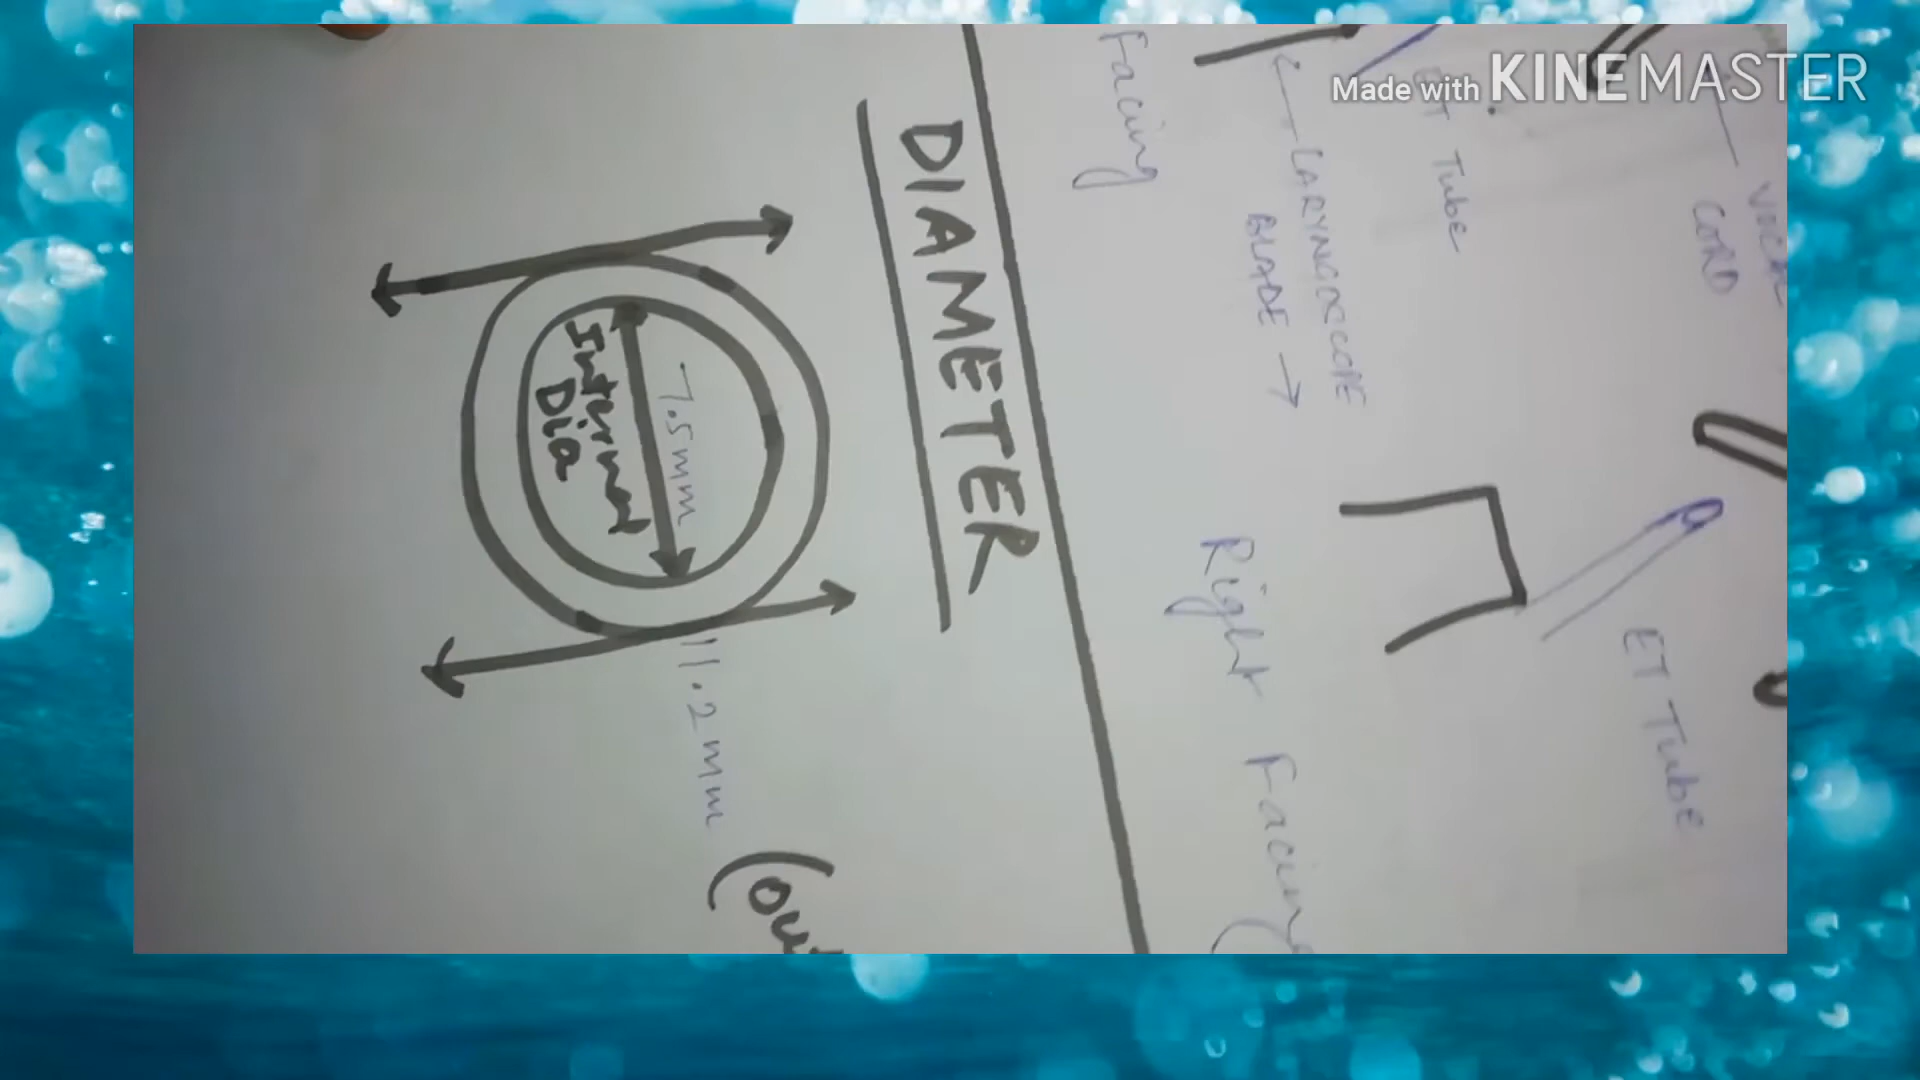 Made with KINEMASTER
VOCAL
CORD
ET Tube
ET Tube
LARYNGOSCOPE
BLADE
Facing
Right Facing
DIAMETER
7.5mm
Internal
Dia
11.2mm